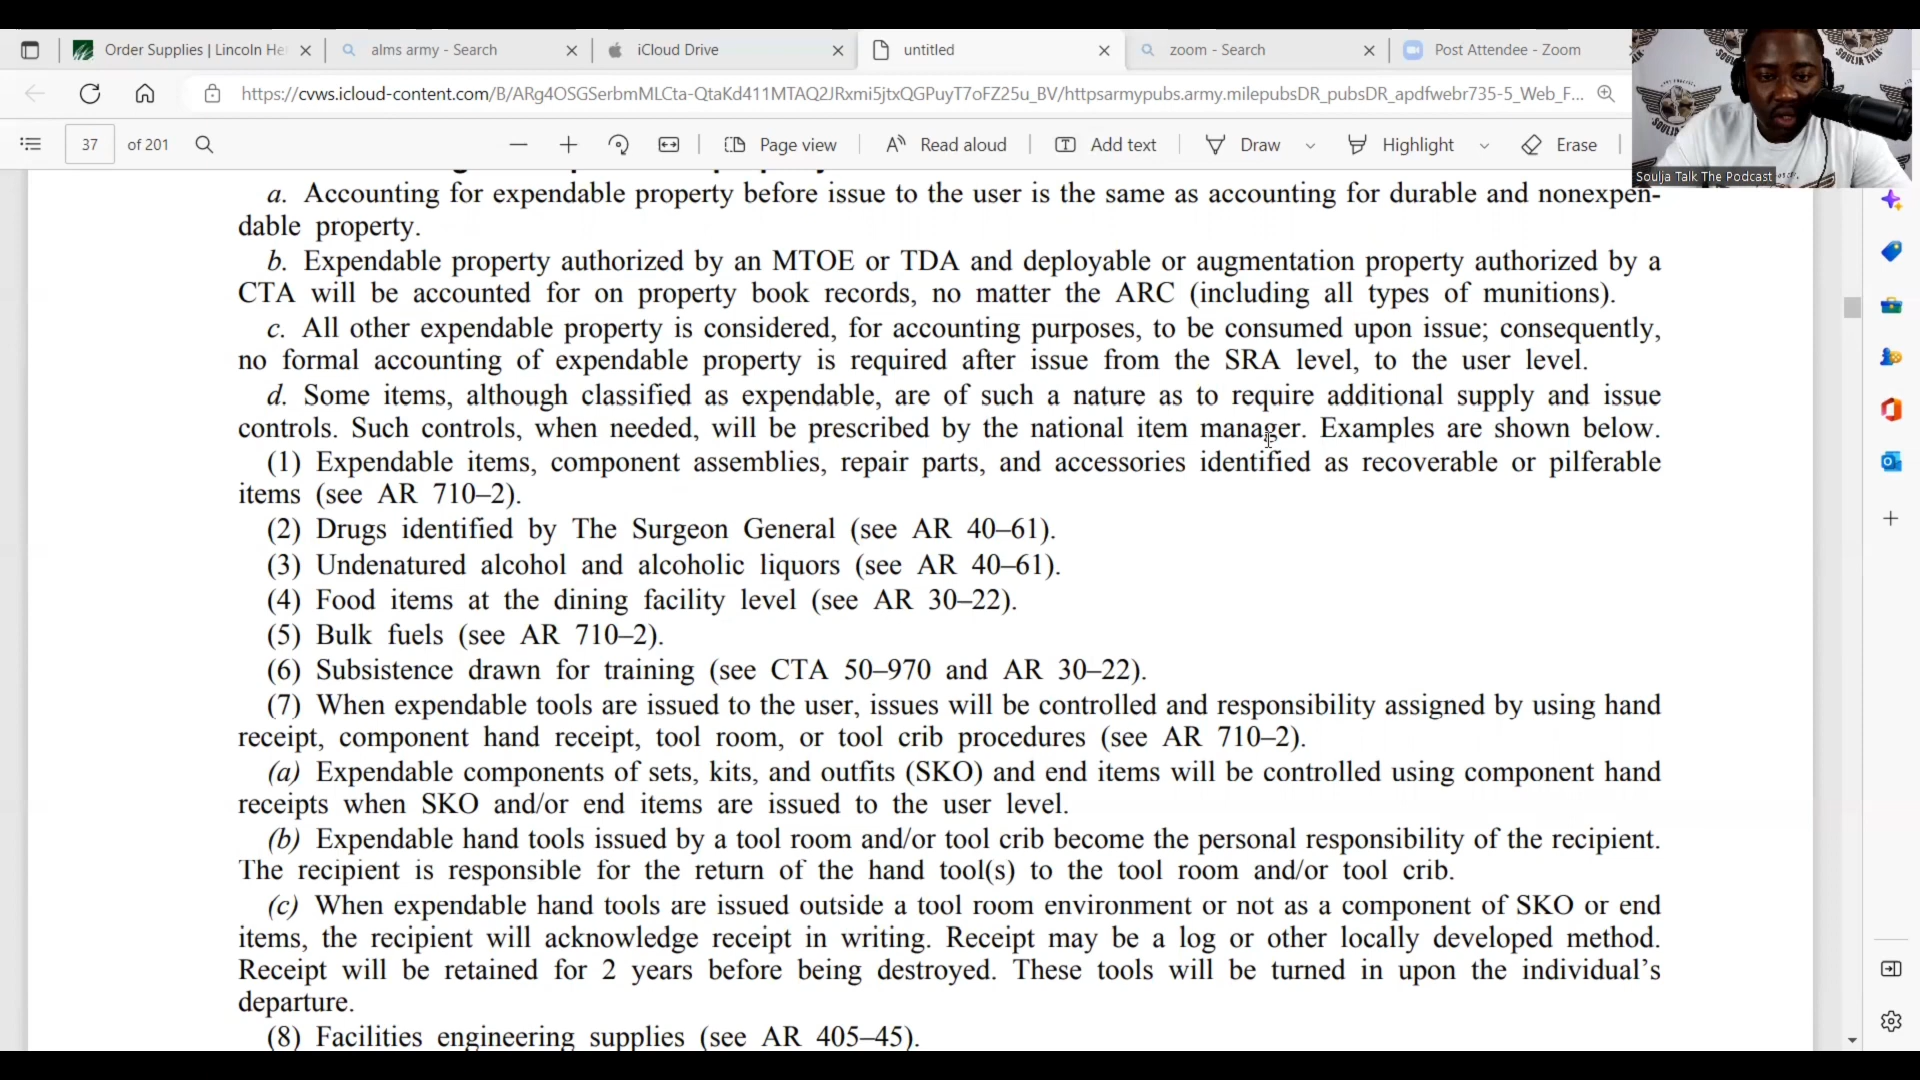 Order Supplies | Lincoln He
alms army - Search
iCloud Drive
untitled
zoom - Search
Post Attendee - Zoom
https://cvws.icloud-content.com/B/ARg4OSGSerbmMLCta-QtaKd411MTAQ2JRxmi5jtxQGPuyT7oFZ25u_BV/httpsarmypubs.army.milepubsDR_pubsDR_apdfwebr735-5_Web_F...
37 of 201
Page view
Read aloud
Add text
Draw
Highlight
Erase
SOULJA TALK
Soulja Talk The Podcast
a. Accounting for expendable property before issue to the user is the same as accounting for durable and nonexpen-
dable property.
b. Expendable property authorized by an MTOE or TDA and deployable or augmentation property authorized by a
CTA will be accounted for on property book records, no matter the ARC (including all types of munitions).
c. All other expendable property is considered, for accounting purposes, to be consumed upon issue; consequently,
no formal accounting of expendable property is required after issue from the SRA level, to the user level.
d. Some items, although classified as expendable, are of such a nature as to require additional supply and issue
controls. Such controls, when needed, will be prescribed by the national item manager. Examples are shown below.
(1) Expendable items, component assemblies, repair parts, and accessories identified as recoverable or pilferable
items (see AR 710–2).
(2) Drugs identified by The Surgeon General (see AR 40–61).
(3) Undenatured alcohol and alcoholic liquors (see AR 40–61).
(4) Food items at the dining facility level (see AR 30–22).
(5) Bulk fuels (see AR 710–2).
(6) Subsistence drawn for training (see CTA 50–970 and AR 30–22).
(7) When expendable tools are issued to the user, issues will be controlled and responsibility assigned by using hand
receipt, component hand receipt, tool room, or tool crib procedures (see AR 710–2).
(a) Expendable components of sets, kits, and outfits (SKO) and end items will be controlled using component hand
receipts when SKO and/or end items are issued to the user level.
(b) Expendable hand tools issued by a tool room and/or tool crib become the personal responsibility of the recipient.
The recipient is responsible for the return of the hand tool(s) to the tool room and/or tool crib.
(c) When expendable hand tools are issued outside a tool room environment or not as a component of SKO or end
items, the recipient will acknowledge receipt in writing. Receipt may be a log or other locally developed method.
Receipt will be retained for 2 years before being destroyed. These tools will be turned in upon the individual’s
departure.
(8) Facilities engineering supplies (see AR 405–45).